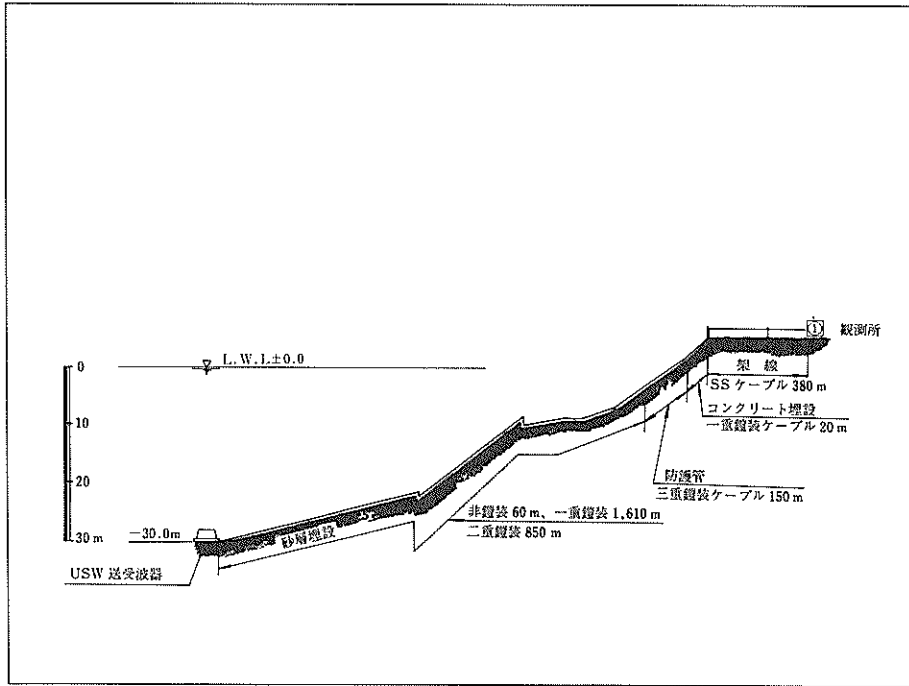 ① 観測所
L.W.L±0.0
0
架線
SSケーブル 380 m
コンクリート埋設
一重鎧装ケーブル 20 m
10
防護管
三重鎧装ケーブル 150 m
20
非鎧装 60 m、一重鎧装 1,610 m
二重鎧装 850 m
-30.0m
30 m
砂層埋設
USW 送受波器